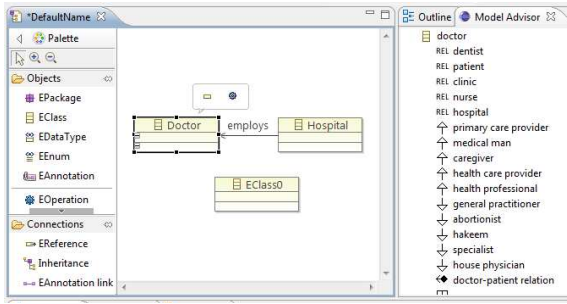 *DefaultName
Palette
Objects
EPackage
EClass
EDataType
EEnum
EAnnotation
EOperation
Connections
EReference
Inheritance
EAnnotation link
Doctor
employs
Hospital
EClass0
Outline
Model Advisor
doctor
REL dentist
REL patient
REL clinic
REL nurse
REL hospital
primary care provider
medical man
caregiver
health care provider
health professional
general practitioner
abortionist
hakeem
specialist
house physician
doctor-patient relation